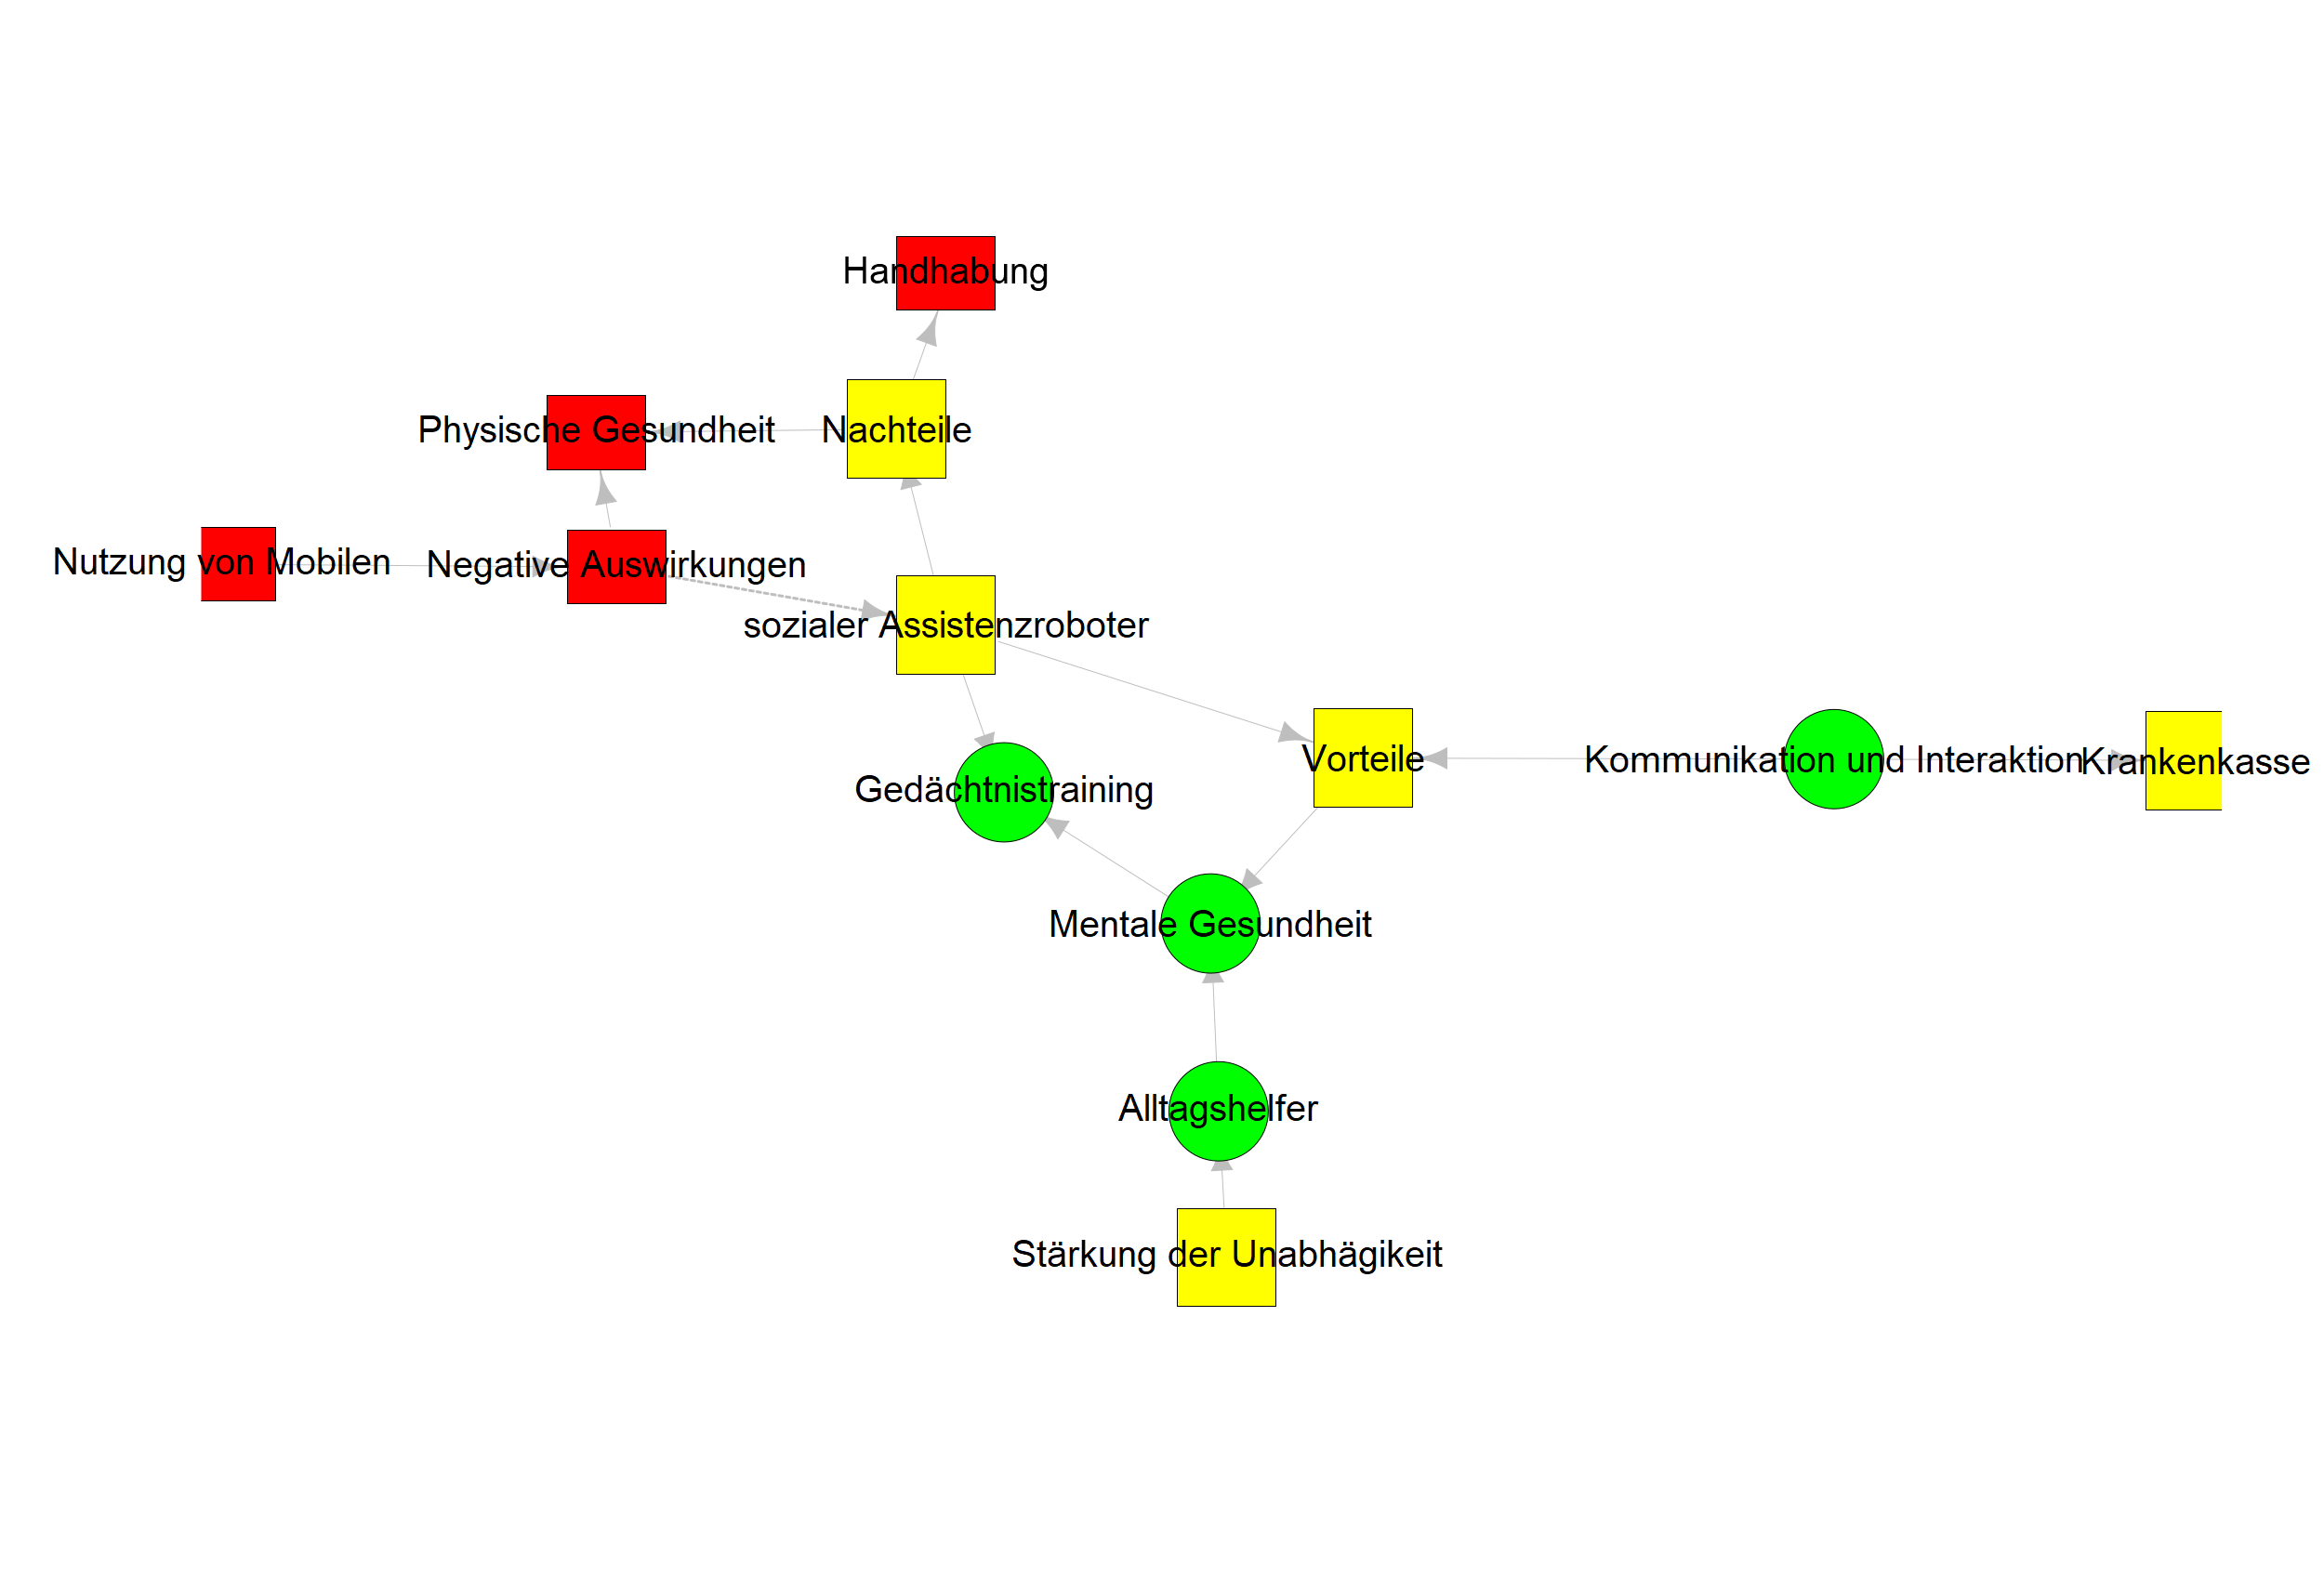 Handhabung
Physische Gesundheit
Nachteile
Nutzung von Mobilen
Negative Auswirkungen
sozialer Assistenzroboter
Vorteile
Kommunikation und Interaktion
Krankenkasse
Gedächtnistraining
Mentale Gesundheit
Alltagshelfer
Stärkung der Unabhägikeit